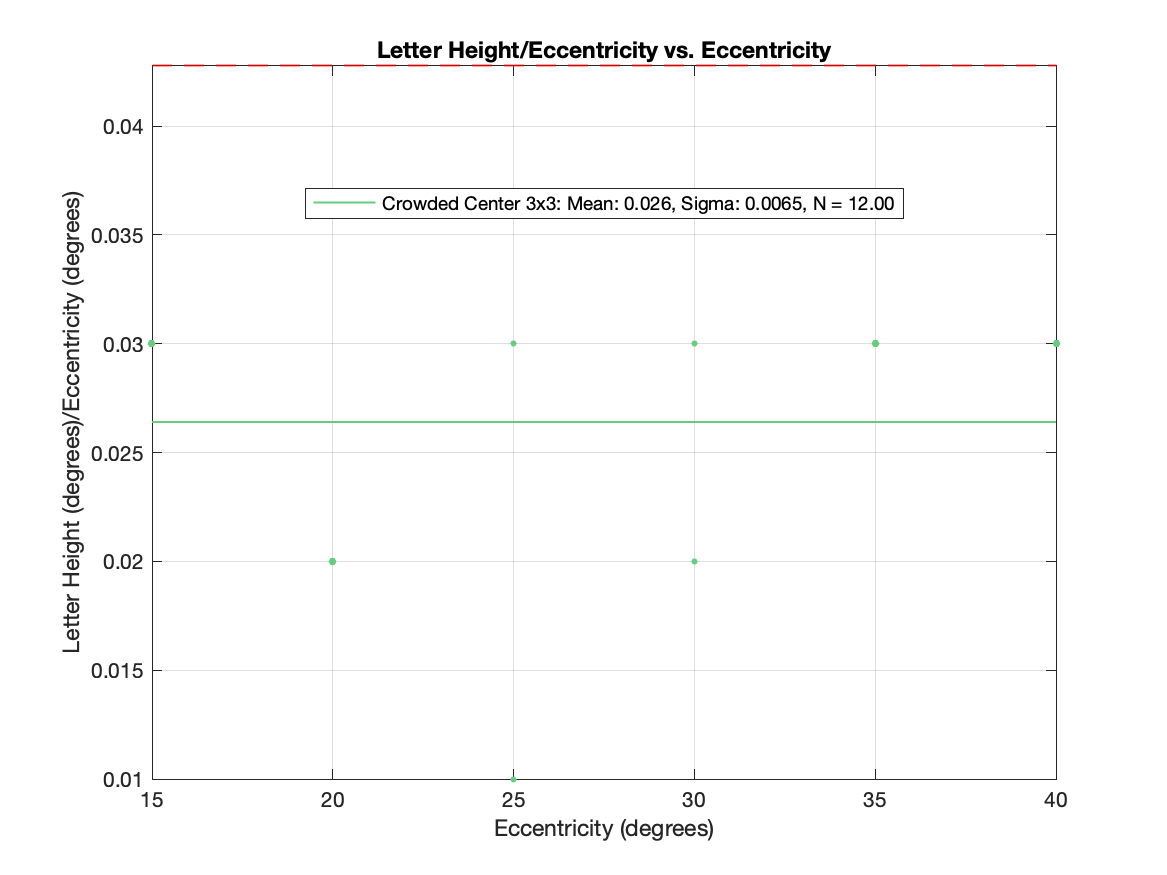 Letter Height/Eccentricity vs. Eccentricity
Letter Height (degrees)/Eccentricity (degrees)
0.04
Crowded Center 3x3: Mean: 0.026, Sigma: 0.0065, N = 12.00
0.035
0.03
0.025
0.02
0.015
0.01
15 20 25 30 35 40
Eccentricity (degrees)